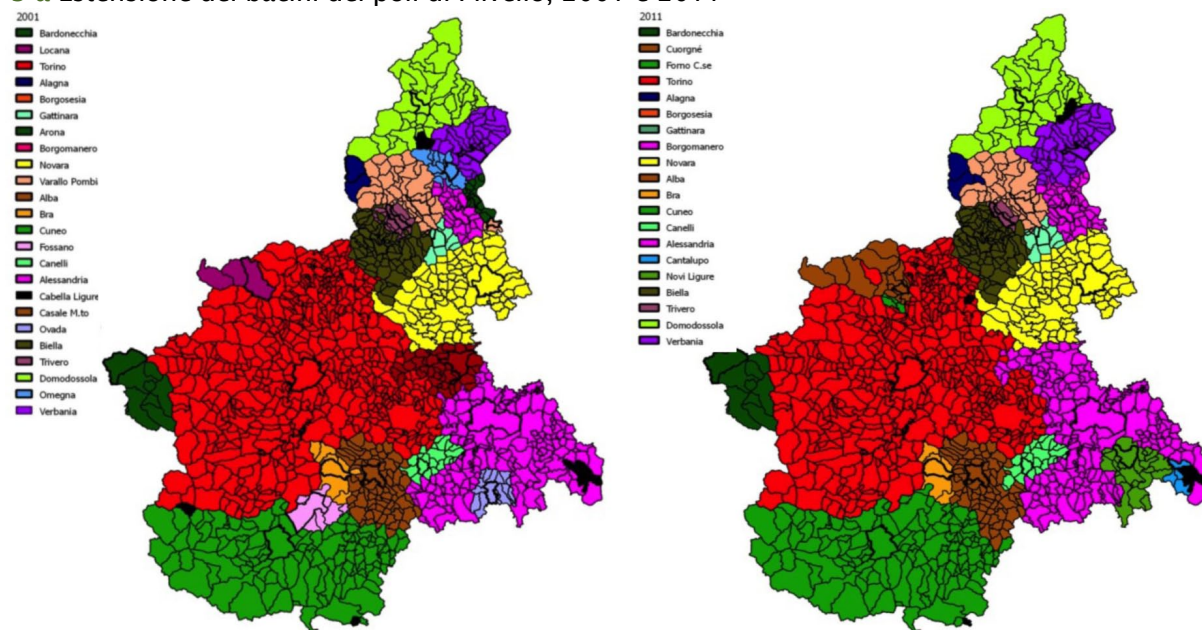 Estensione dei bacini dei poli di I livello, 2001 e 2011
2001
Bardonecchia
Locana
Torino
Alagna
Borgosesia
Gattinara
Arona
Borgomanero
Novara
Varallo Pombi
Alba
Bra
Cuneo
Fossano
Canelli
Alessandria
Cabella Ligure
Casale M.to
Ovada
Biella
Trivero
Domodossola
Omegna
Verbania
2011
Bardonecchia
Cuorgné
Forno C.se
Torino
Alagna
Borgosesia
Gattinara
Borgomanero
Novara
Alba
Bra
Cuneo
Canelli
Alessandria
Cantalupo
Novi Ligure
Biella
Trivero
Domodossola
Verbania